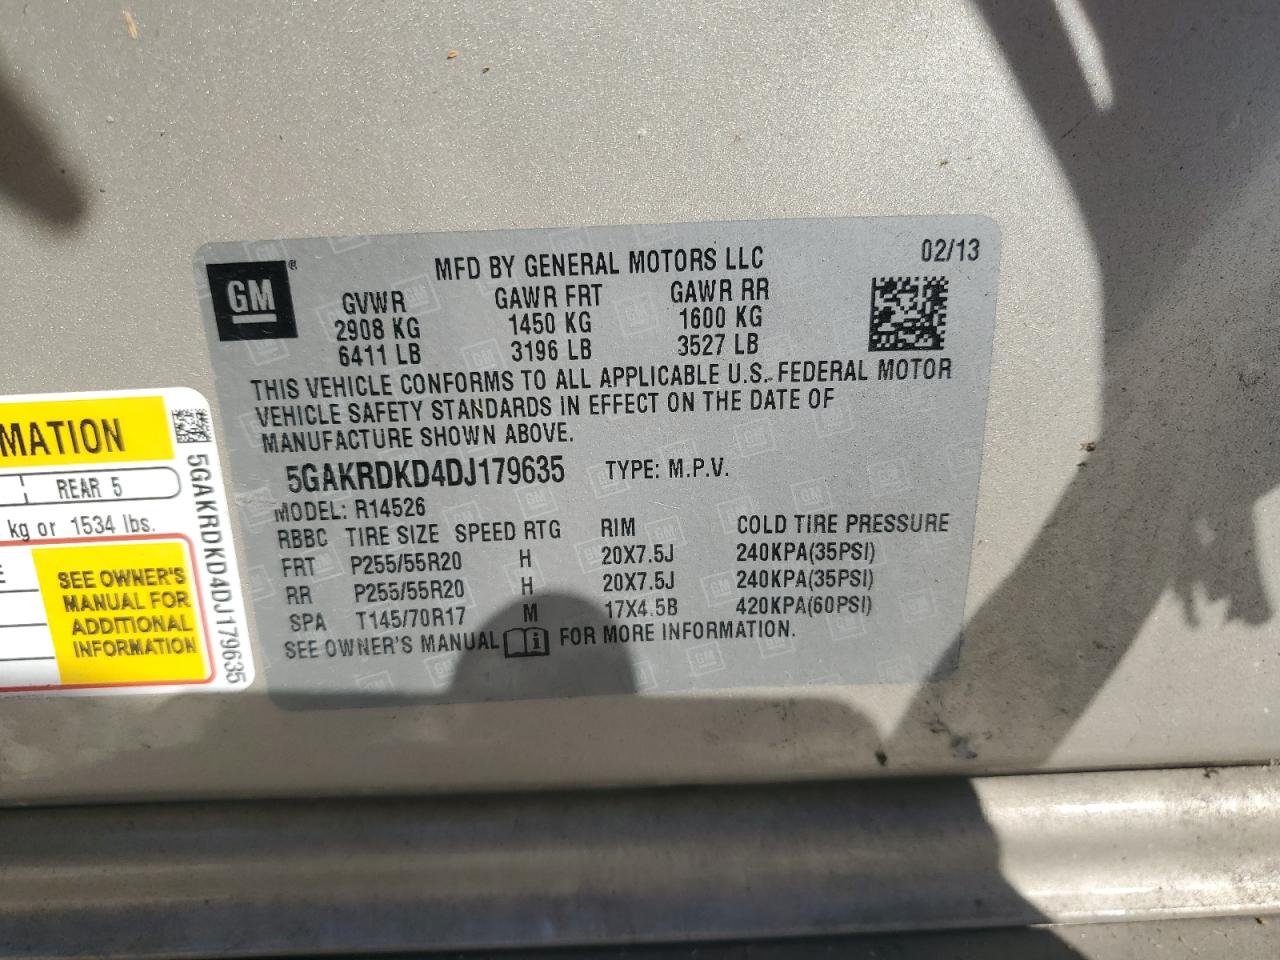 MFD BY GENERAL MOTORS LLC 02/13
GM ®
GVWR GAWR FRT GAWR RR
2908 KG 1450 KG 1600 KG
6411 LB 3196 LB 3527 LB
THIS VEHICLE CONFORMS TO ALL APPLICABLE U.S. FEDERAL MOTOR
VEHICLE SAFETY STANDARDS IN EFFECT ON THE DATE OF
MANUFACTURE SHOWN ABOVE.
5GAKRDKD4DJ179635 TYPE: M.P.V.
MODEL: R14526
RBBC TIRE SIZE SPEED RTG RIM COLD TIRE PRESSURE
FRT P255/55R20 H 20X7.5J 240KPA(35PSI)
RR P255/55R20 H 20X7.5J 240KPA(35PSI)
SPA T145/70R17 M 17X4.5B 420KPA(60PSI)
SEE OWNER'S MANUAL FOR MORE INFORMATION.
MATION
REAR 5
kg or 1534 lbs.
SEE OWNER'S
MANUAL FOR
ADDITIONAL
INFORMATION
5GAKRDKD4DJ179635